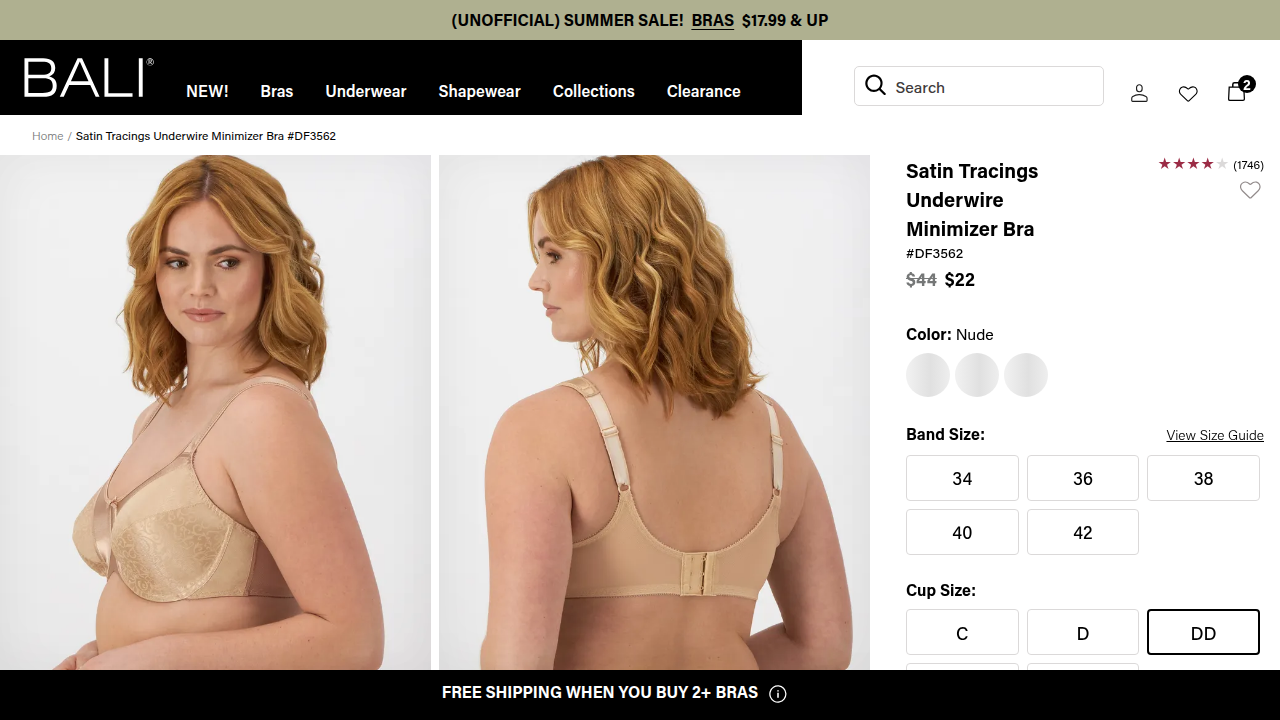 (UNOFFICIAL) SUMMER SALE! BRAS $17.99 & UP
BALI®
NEW! Bras Underwear Shapewear Collections Clearance
Search
2
Home / Satin Tracings Underwire Minimizer Bra #DF3562
Satin Tracings
Underwire
Minimizer Bra
(1746)
#DF3562
$44 $22
Color: Nude
Band Size: View Size Guide
34 36 38
40 42
Cup Size:
C D DD
FREE SHIPPING WHEN YOU BUY 2+ BRAS